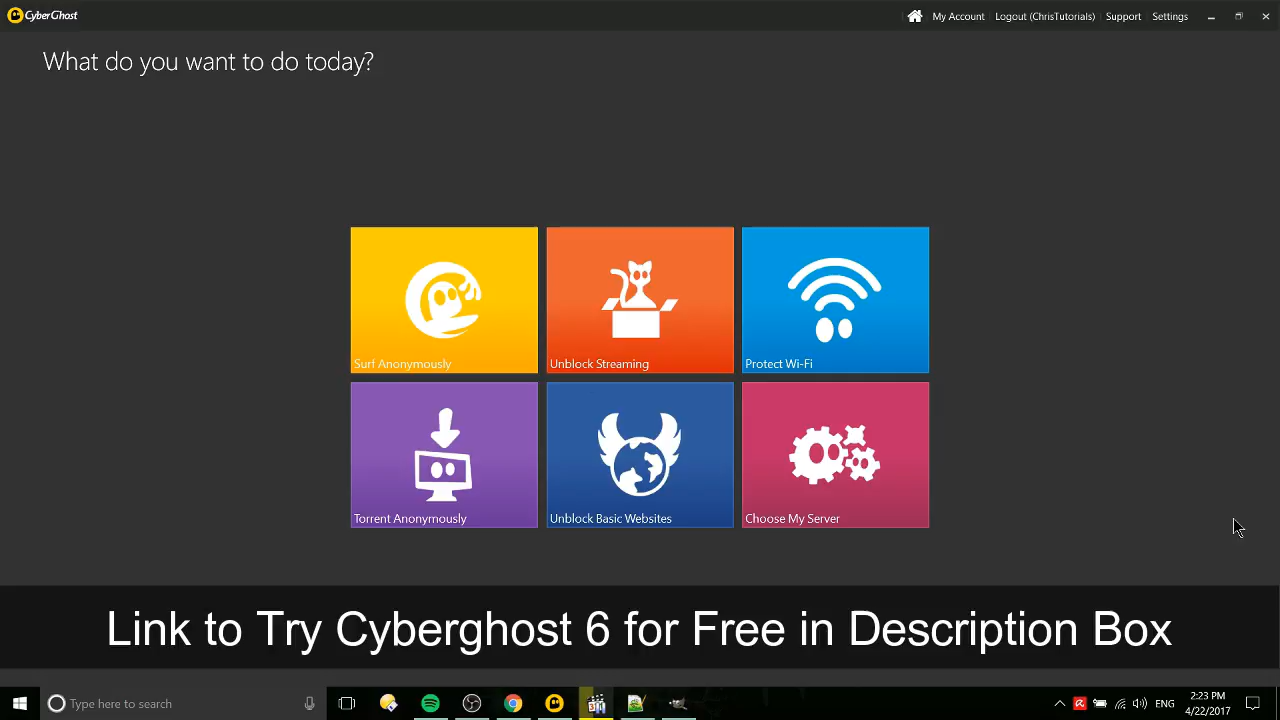 CyberGhost
My Account Logout (ChrisTutorials) Support Settings
What do you want to do today?
Surf Anonymously Unblock Streaming Protect Wi-Fi
Torrent Anonymously Unblock Basic Websites Choose My Server
Link to Try Cyberghost 6 for Free in Description Box
Type here to search
ENG
2:23 PM
4/22/2017